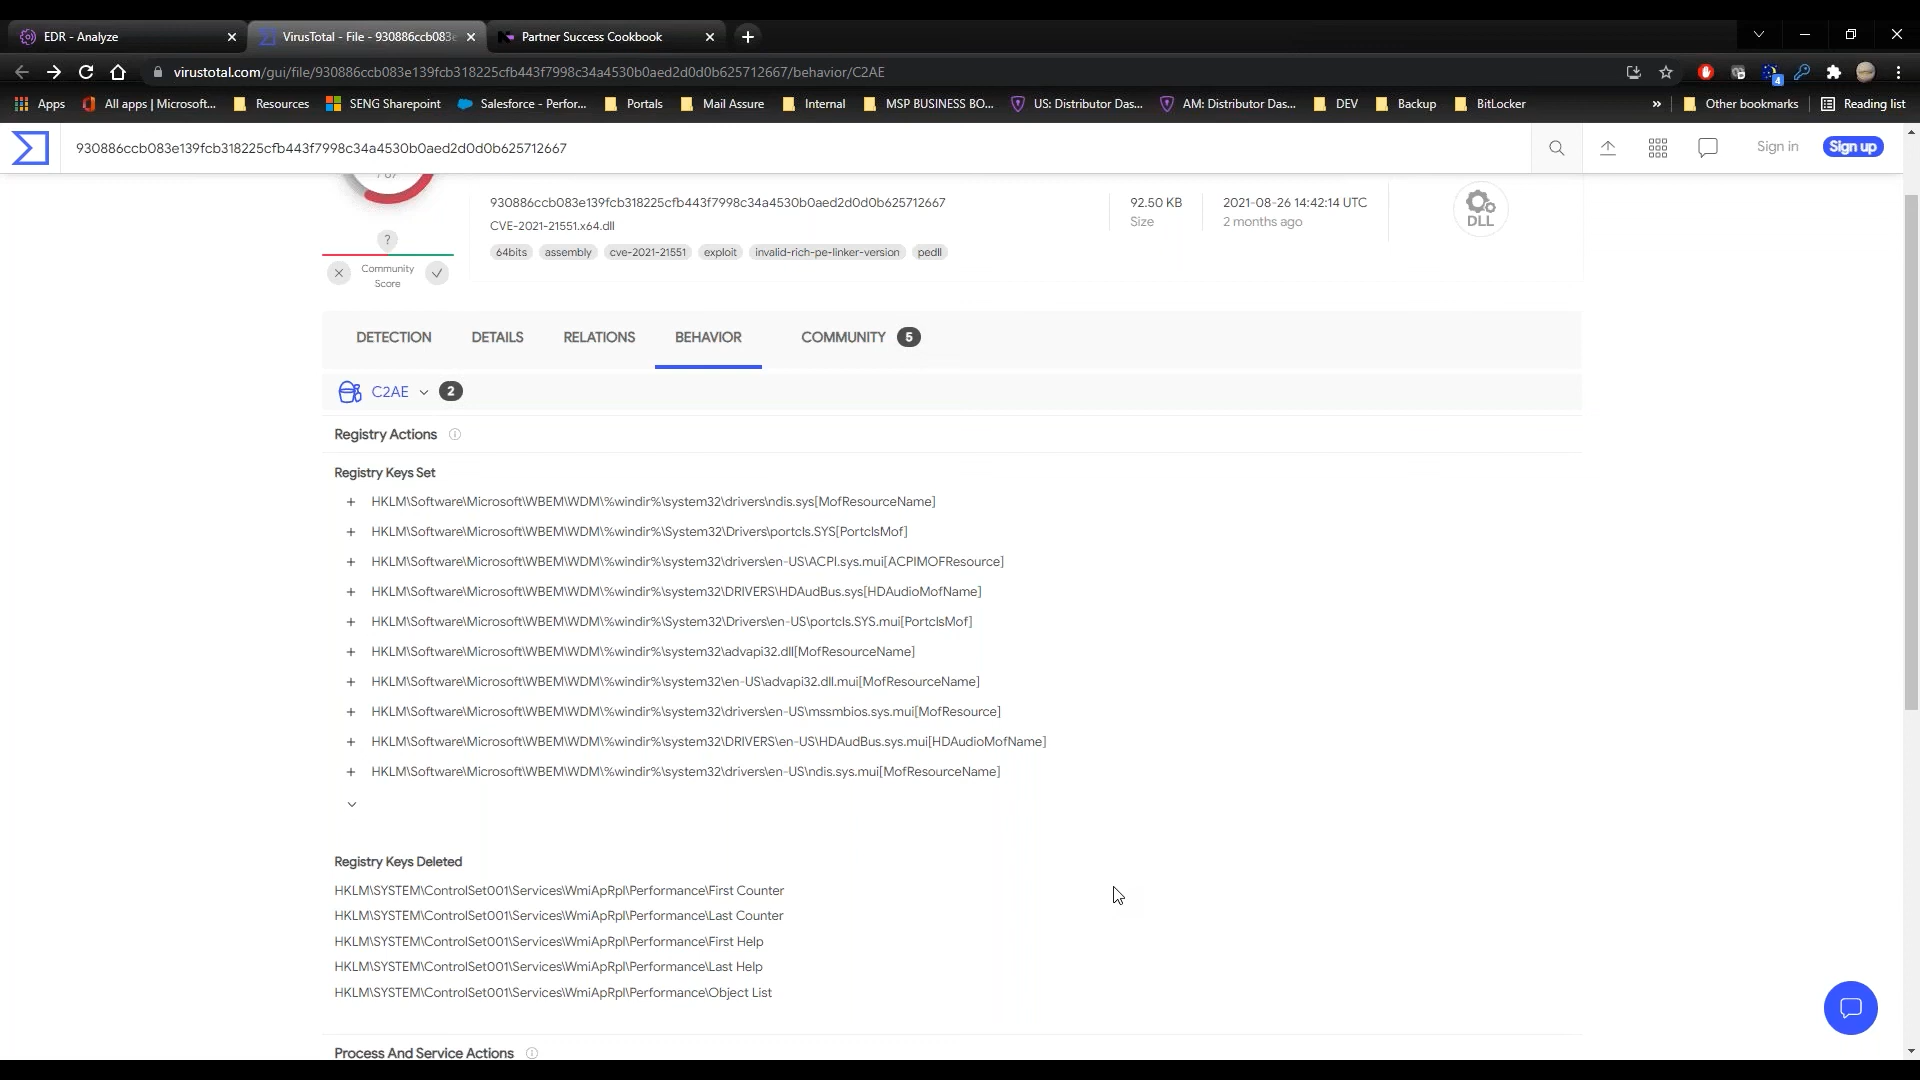 EDR - Analyze
VirusTotal - File - 930886ccb083e
Partner Success Cookbook
virustotal.com/gui/file/930886ccb083e139fcb318225cfb443f7998c34a4530b0aed2d0d0b625712667/behavior/C2AE
4
Apps
All apps | Microsoft...
Resources
SENG Sharepoint
Salesforce - Perfor...
Portals
Mail Assure
Internal
MSP BUSINESS BO...
US: Distributor Das...
AM: Distributor Das...
DEV
Backup
BitLocker
»
Other bookmarks
Reading list
930886ccb083e139fcb318225cfb443f7998c34a4530b0aed2d0d0b625712667
Sign in
Sign up
930886ccb083e139fcb318225cfb443f7998c34a4530b0aed2d0d0b625712667
92.50 KB
2021-08-26 14:42:14 UTC
CVE-2021-21551.x64.dll
Size
2 months ago
DLL
64bits
assembly
cve-2021-21551
exploit
invalid-rich-pe-linker-version
pedll
?
Community
Score
DETECTION
DETAILS
RELATIONS
BEHAVIOR
COMMUNITY
5
C2AE
2
Registry Actions
Registry Keys Set
+ HKLM\Software\Microsoft\WBEM\WDM\%windir%\system32\drivers\ndis.sys[MofResourceName]
+ HKLM\Software\Microsoft\WBEM\WDM\%windir%\System32\Drivers\portcls.SYS[PortclsMof]
+ HKLM\Software\Microsoft\WBEM\WDM\%windir%\system32\drivers\en-US\ACPI.sys.mui[ACPIMOFResource]
+ HKLM\Software\Microsoft\WBEM\WDM\%windir%\system32\DRIVERS\HDAudBus.sys[HDAudioMofName]
+ HKLM\Software\Microsoft\WBEM\WDM\%windir%\System32\Drivers\en-US\portcls.SYS.mui[PortclsMof]
+ HKLM\Software\Microsoft\WBEM\WDM\%windir%\system32\advapi32.dll[MofResourceName]
+ HKLM\Software\Microsoft\WBEM\WDM\%windir%\system32\en-US\advapi32.dll.mui[MofResourceName]
+ HKLM\Software\Microsoft\WBEM\WDM\%windir%\system32\drivers\en-US\mssmbios.sys.mui[MofResource]
+ HKLM\Software\Microsoft\WBEM\WDM\%windir%\system32\DRIVERS\en-US\HDAudBus.sys.mui[HDAudioMofName]
+ HKLM\Software\Microsoft\WBEM\WDM\%windir%\system32\drivers\en-US\ndis.sys.mui[MofResourceName]
Registry Keys Deleted
HKLM\SYSTEM\ControlSet001\Services\WmiApRpl\Performance\First Counter
HKLM\SYSTEM\ControlSet001\Services\WmiApRpl\Performance\Last Counter
HKLM\SYSTEM\ControlSet001\Services\WmiApRpl\Performance\First Help
HKLM\SYSTEM\ControlSet001\Services\WmiApRpl\Performance\Last Help
HKLM\SYSTEM\ControlSet001\Services\WmiApRpl\Performance\Object List
Process And Service Actions